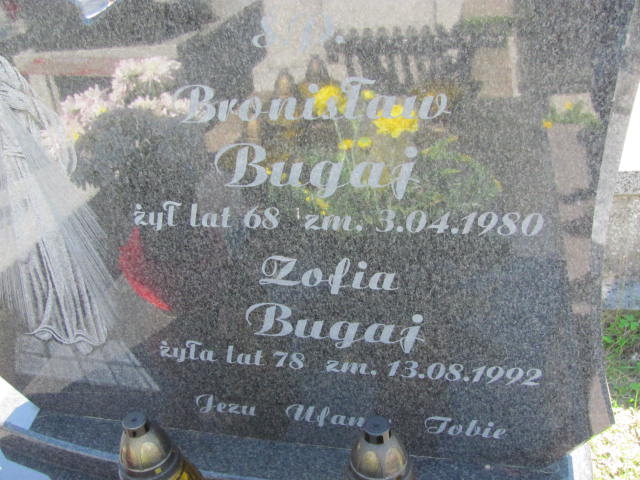 Ś.P.
Bronisław
Bugaj
żył lat 68 zm. 3.04.1980
Zofia
Bugaj
żyła lat 78 zm. 13.08.1992
Jezu Ufam Tobie